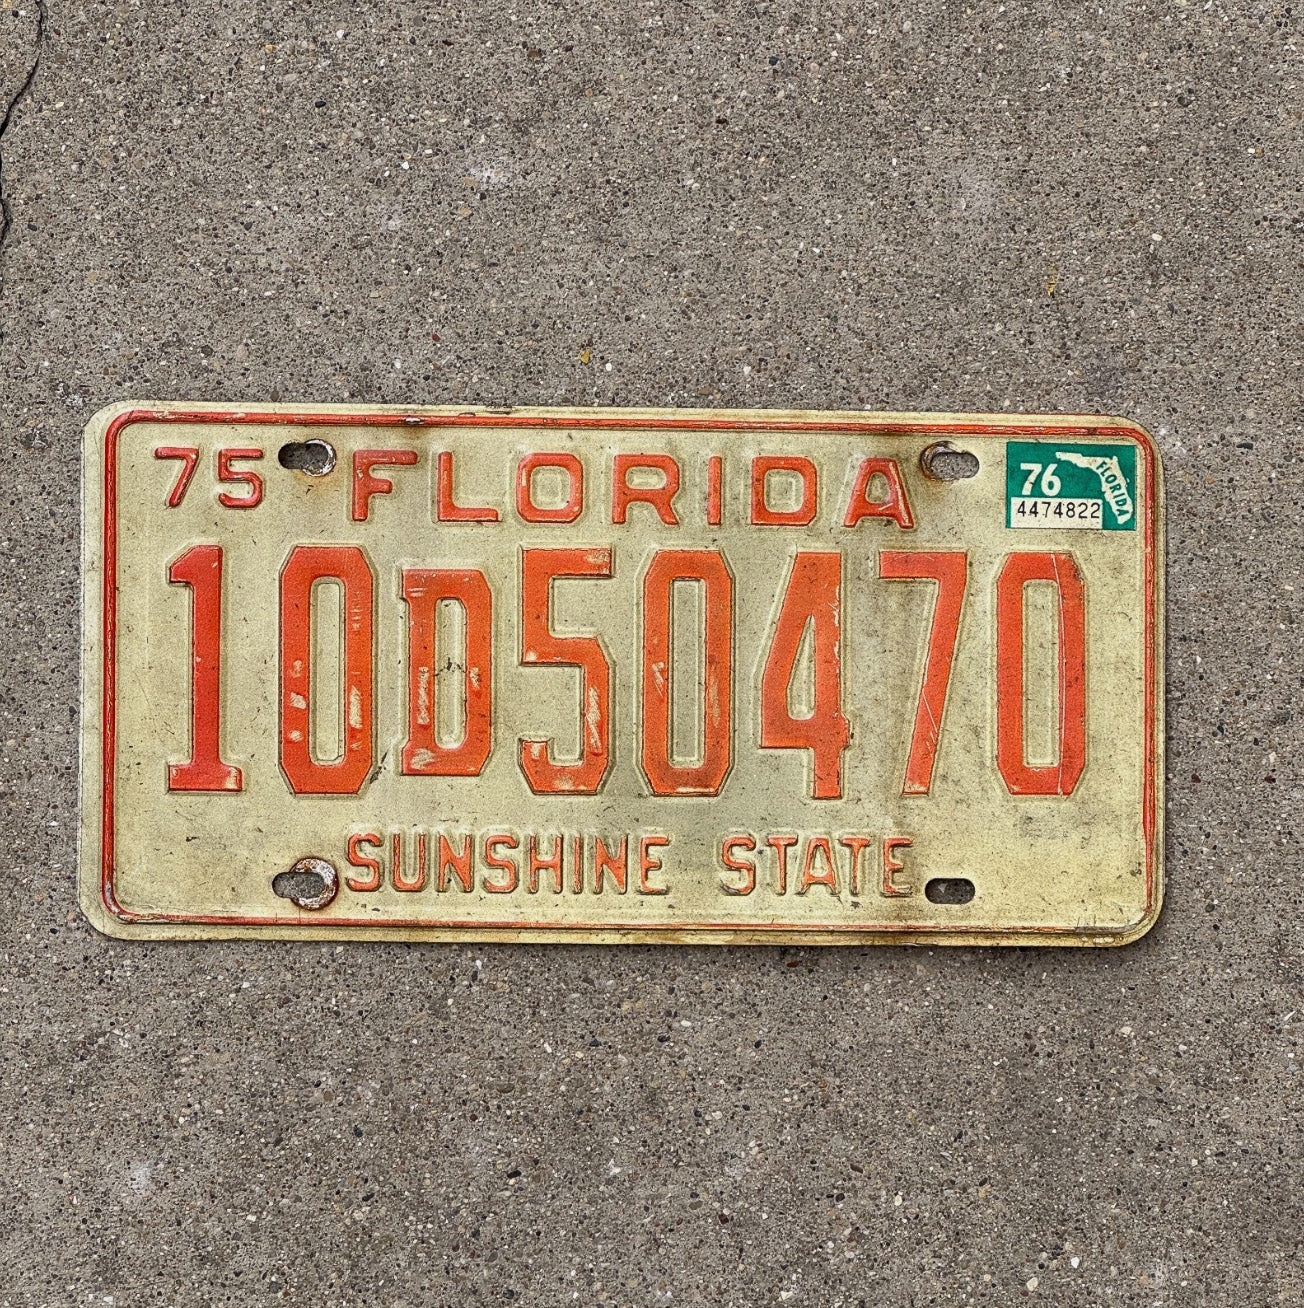 75 FLORIDA
76 FLORIDA
4474822
10D50470
SUNSHINE STATE